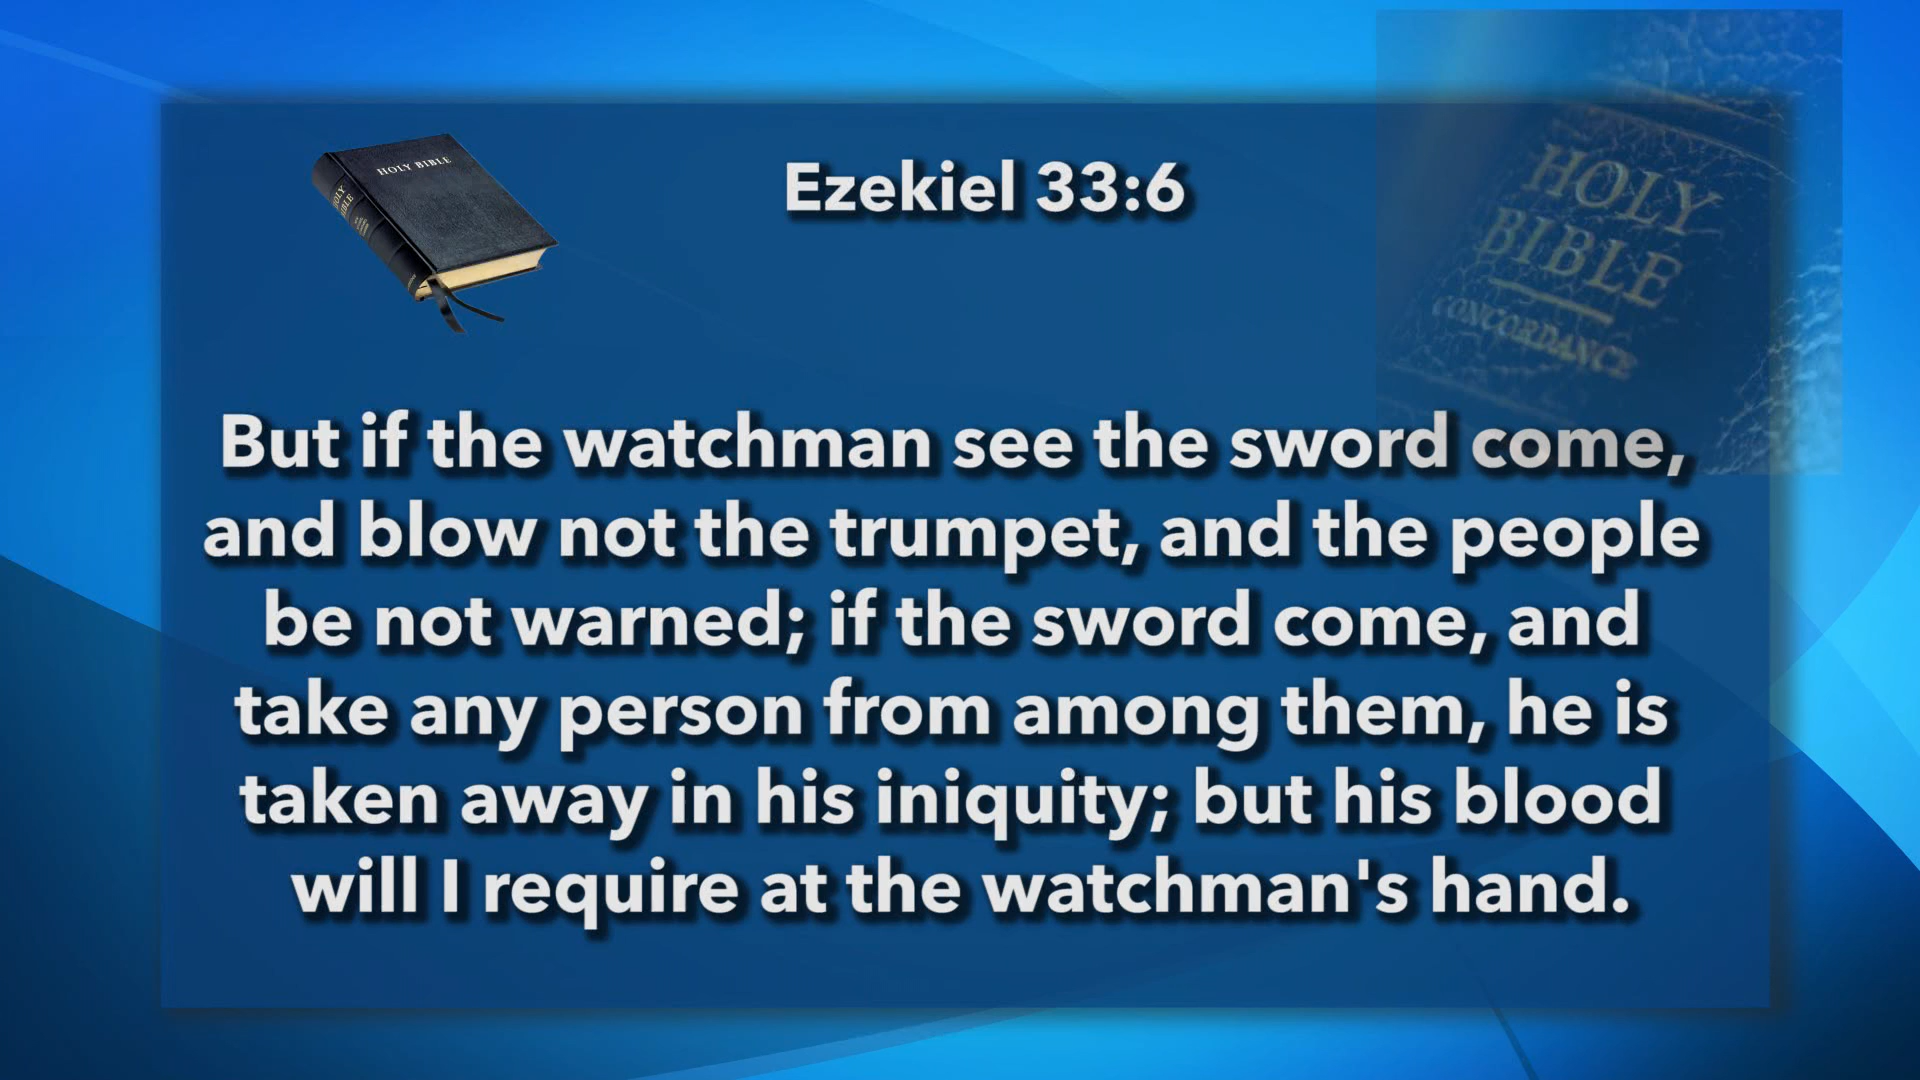 HOLY BIBLE
HOLY
BIBLE
Ezekiel 33:6
HOLY
BIBLE
CONCORDANCE
But if the watchman see the sword come,
and blow not the trumpet, and the people
be not warned; if the sword come, and
take any person from among them, he is
taken away in his iniquity; but his blood
will I require at the watchman's hand.